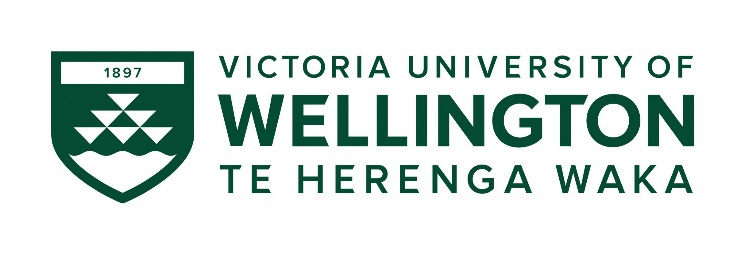 1897
VICTORIA UNIVERSITY OF
WELLINGTON
TE HERENGA WAKA